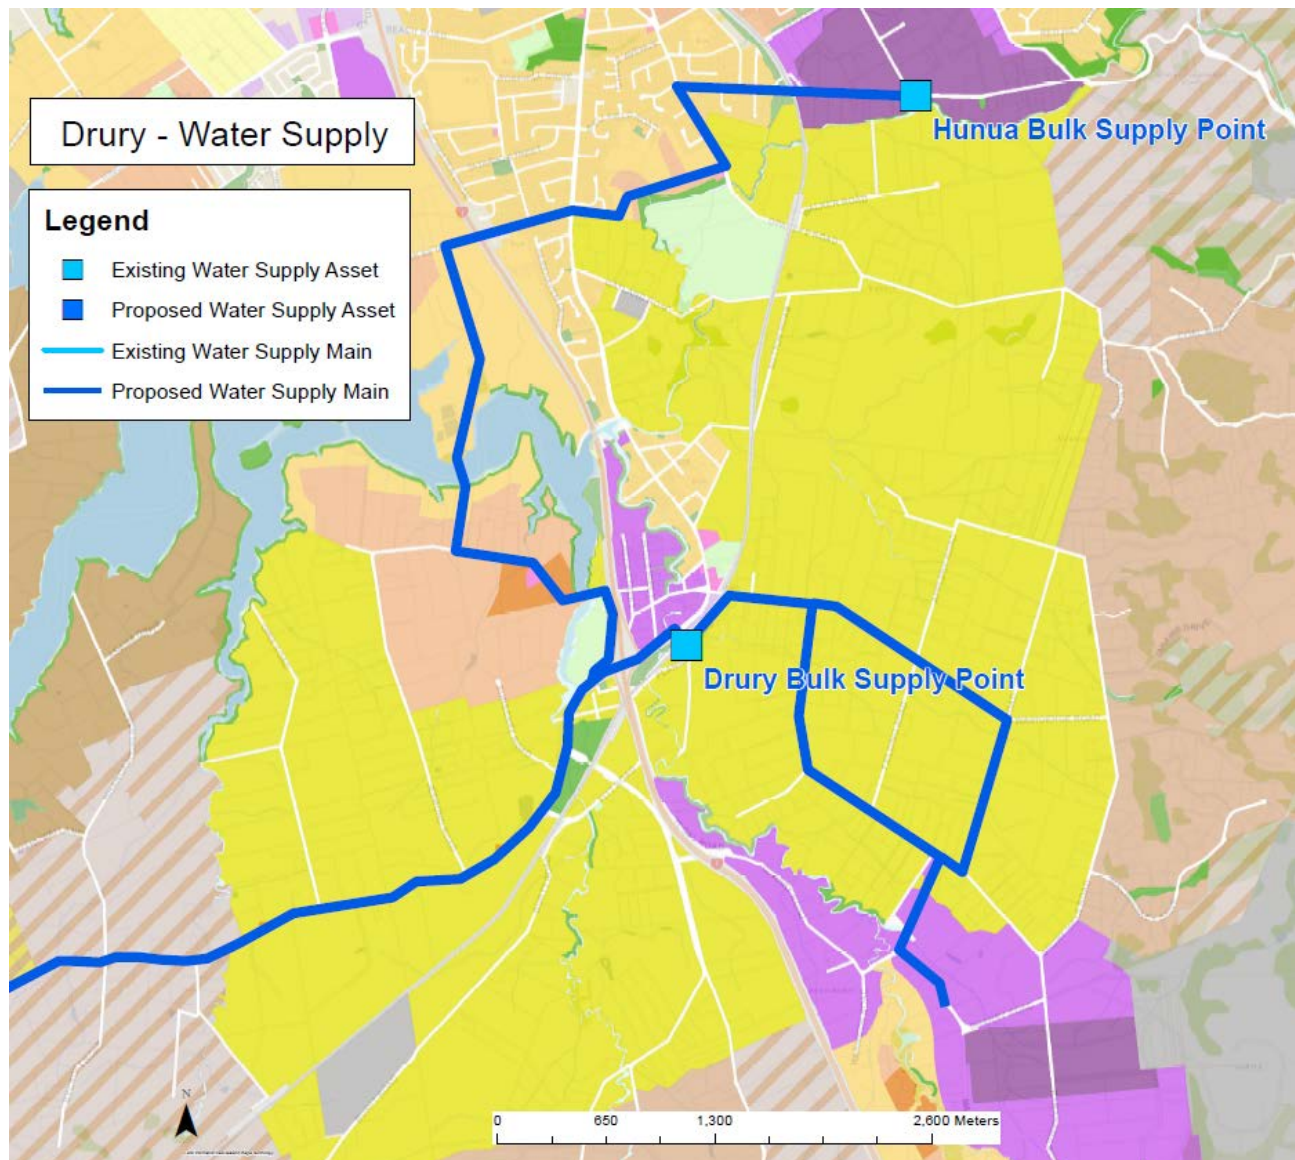 Drury - Water Supply
Hunua Bulk Supply Point
Legend
Existing Water Supply Asset
Proposed Water Supply Asset
Existing Water Supply Main
Proposed Water Supply Main
Drury Bulk Supply Point
N
0 650 1,300 2,600 Meters